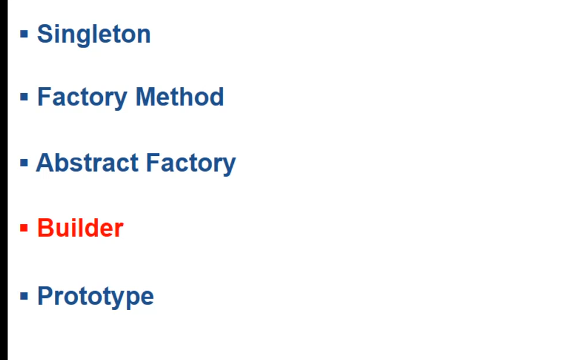 ▪ Singleton
▪ Factory Method
▪ Abstract Factory
▪ Builder
▪ Prototype